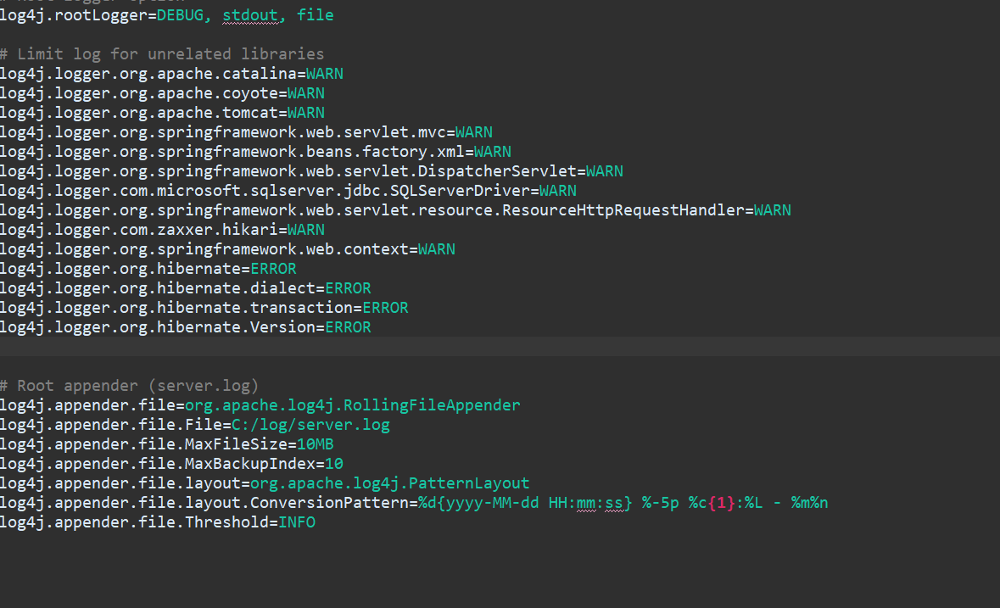 log4j.rootLogger=DEBUG, stdout, file
# Limit log for unrelated libraries
log4j.logger.org.apache.catalina=WARN
log4j.logger.org.apache.coyote=WARN
log4j.logger.org.apache.tomcat=WARN
log4j.logger.org.springframework.web.servlet.mvc=WARN
log4j.logger.org.springframework.beans.factory.xml=WARN
log4j.logger.org.springframework.web.servlet.DispatcherServlet=WARN
log4j.logger.com.microsoft.sqlserver.jdbc.SQLServerDriver=WARN
log4j.logger.org.springframework.web.servlet.resource.ResourceHttpRequestHandler=WARN
log4j.logger.com.zaxxer.hikari=WARN
log4j.logger.org.springframework.web.context=WARN
log4j.logger.org.hibernate=ERROR
log4j.logger.org.hibernate.dialect=ERROR
log4j.logger.org.hibernate.transaction=ERROR
log4j.logger.org.hibernate.Version=ERROR
# Root appender (server.log)
log4j.appender.file=org.apache.log4j.RollingFileAppender
log4j.appender.file.File=C:/log/server.log
log4j.appender.file.MaxFileSize=10MB
log4j.appender.file.MaxBackupIndex=10
log4j.appender.file.layout=org.apache.log4j.PatternLayout
log4j.appender.file.layout.ConversionPattern=%d{yyyy-MM-dd HH:mm:ss} %-5p %c{1}:%L - %m%n
log4j.appender.file.Threshold=INFO